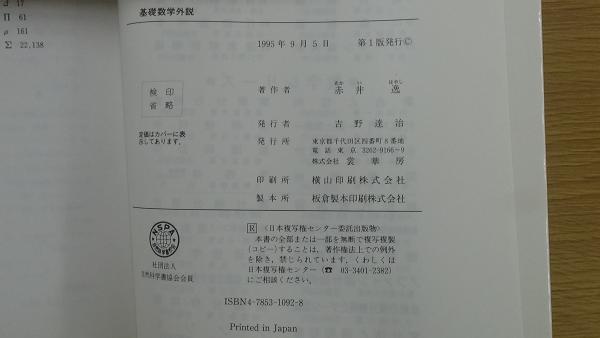 Π 61
ρ 161
Σ 22,138
基礎数学外説
1995年9月5日 第1版発行©
検印
省略
定価はカバーに表
示してあります。
著作者 赤井 逸
あか い はやし
発行者 吉野達治
発行所 東京都千代田区四番町8番地
電話 東京 3262-9166~9
株式会社 裳華房
印刷所 横山印刷株式会社
製本所 板倉製本印刷株式会社
NSPA
社団法人
自然科学書協会会員
R 〈日本複写権センター委託出版物〉
本書の全部または一部を無断で複写複製
(コピー)することは、著作権法上での例外
を除き、禁じられています。くわしくは
日本複写権センター(☎ 03-3401-2382)
にご相談ください。
ISBN4-7853-1092-8
Printed in Japan